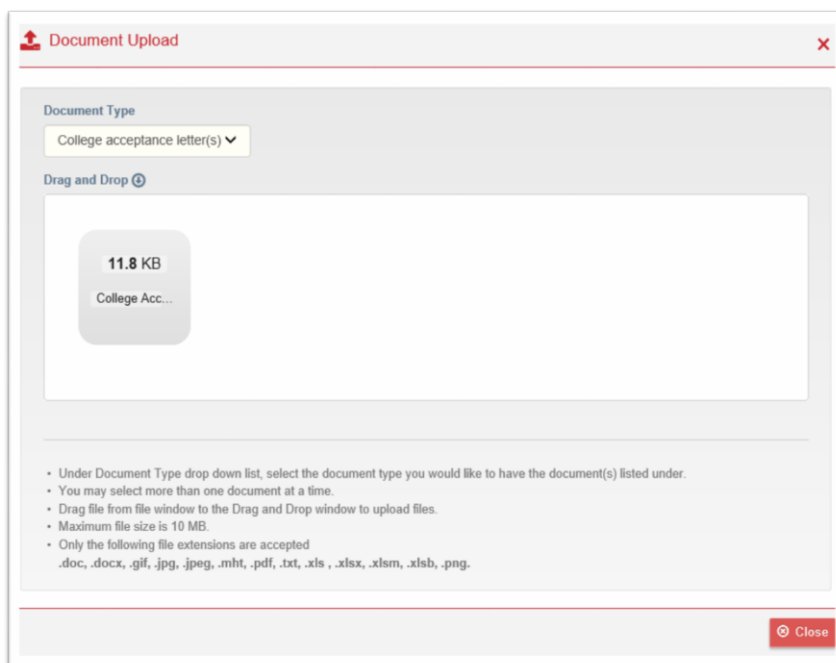 Document Upload
Document Type
College acceptance letter(s)
Drag and Drop
11.8 KB
College Acc...
• Under Document Type drop down list, select the document type you would like to have the document(s) listed under.
• You may select more than one document at a time.
• Drag file from file window to the Drag and Drop window to upload files.
• Maximum file size is 10 MB.
• Only the following file extensions are accepted
.doc, .docx, .gif, .jpg, .jpeg, .mht, .pdf, .txt, .xls , .xlsx, .xlsm, .xlsb, .png.
Close